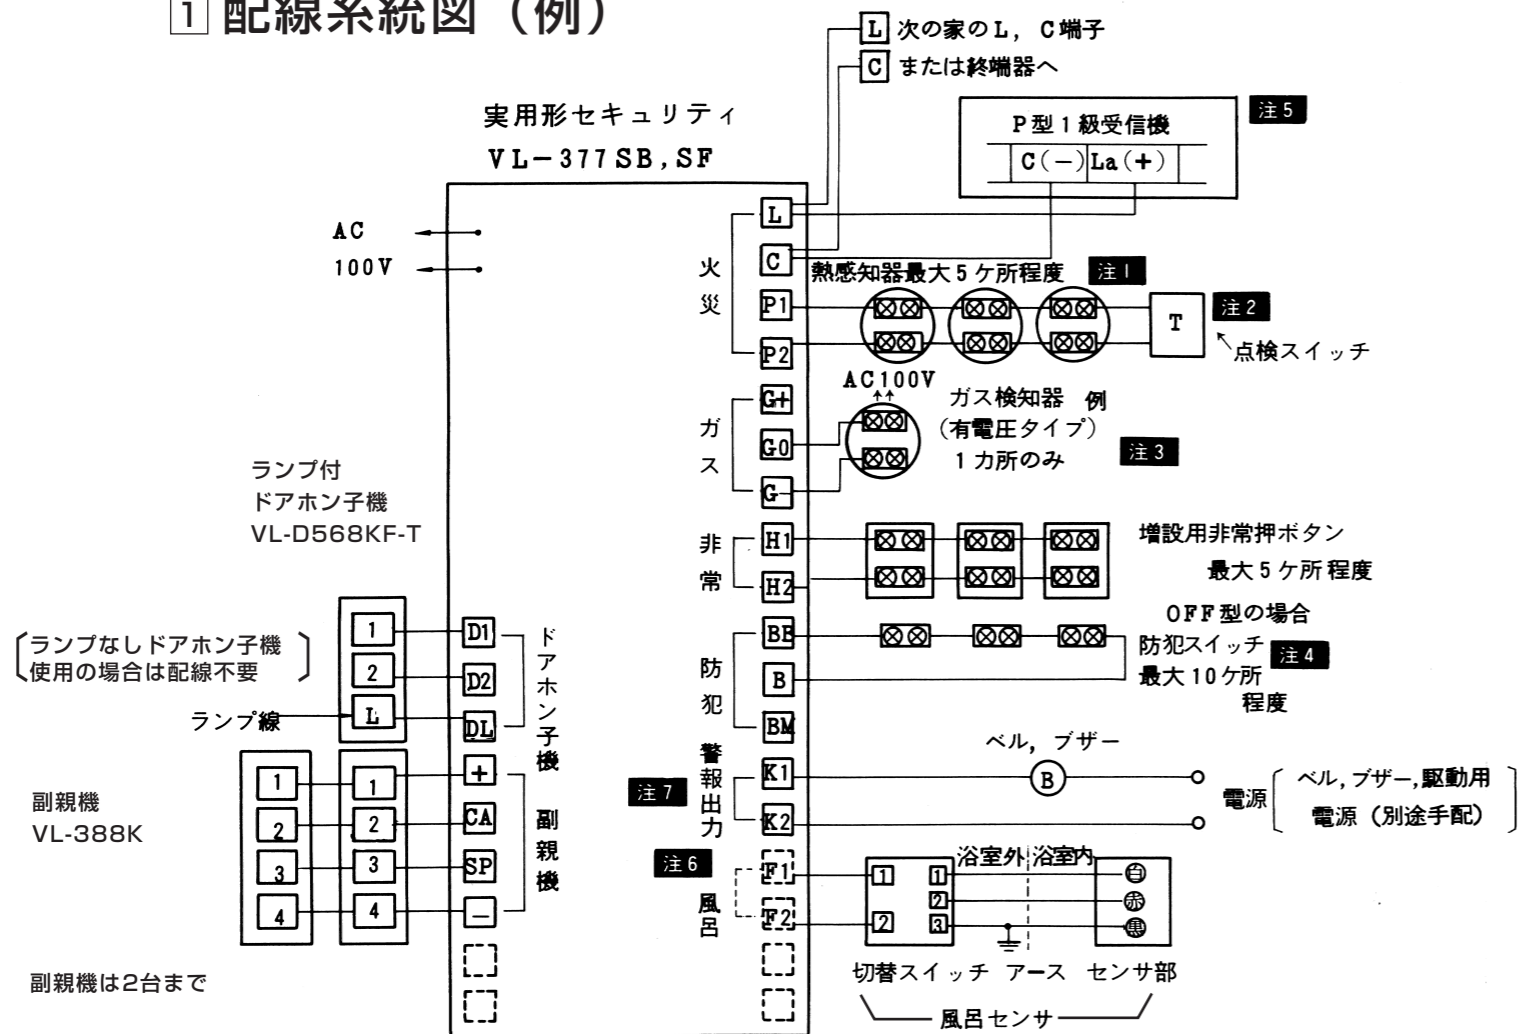 1 配線系統図（例）
L 次の家のL，C端子
C または終端器へ
実用形セキュリティ
VL－377SB,SF
P型1級受信機
C(－) La(＋)
注5
AC
100V
火災
L
C
P1
P2
熱感知器最大5ケ所程度 注1
T
注2
点検スイッチ
ガス
G+
G0
G-
AC100V
ガス検知器 例
（有電圧タイプ）
1カ所のみ
注3
ランプ付
ドアホン子機
VL-D568KF-T
非常
H1
H2
増設用非常押ボタン
最大5ケ所程度
OFF型の場合
防犯スイッチ
最大10ケ所
程度
注4
防犯
BE
B
BM
ランプなしドアホン子機
使用の場合は配線不要
ランプ線
1
2
L
D1
D2
DL
ドアホン子機
副親機
VL-388K
1
2
3
4
1
2
3
4
+
CA
SP
－
副親機
副親機は2台まで
注7
警報出力
K1
K2
ベル，ブザー
B
電源
ベル,ブザー,駆動用
電源（別途手配）
注6
風呂
F1
F2
1
2
1
2
3
浴室外
浴室内
白
赤
黒
切替スイッチ アース センサ部
風呂センサ